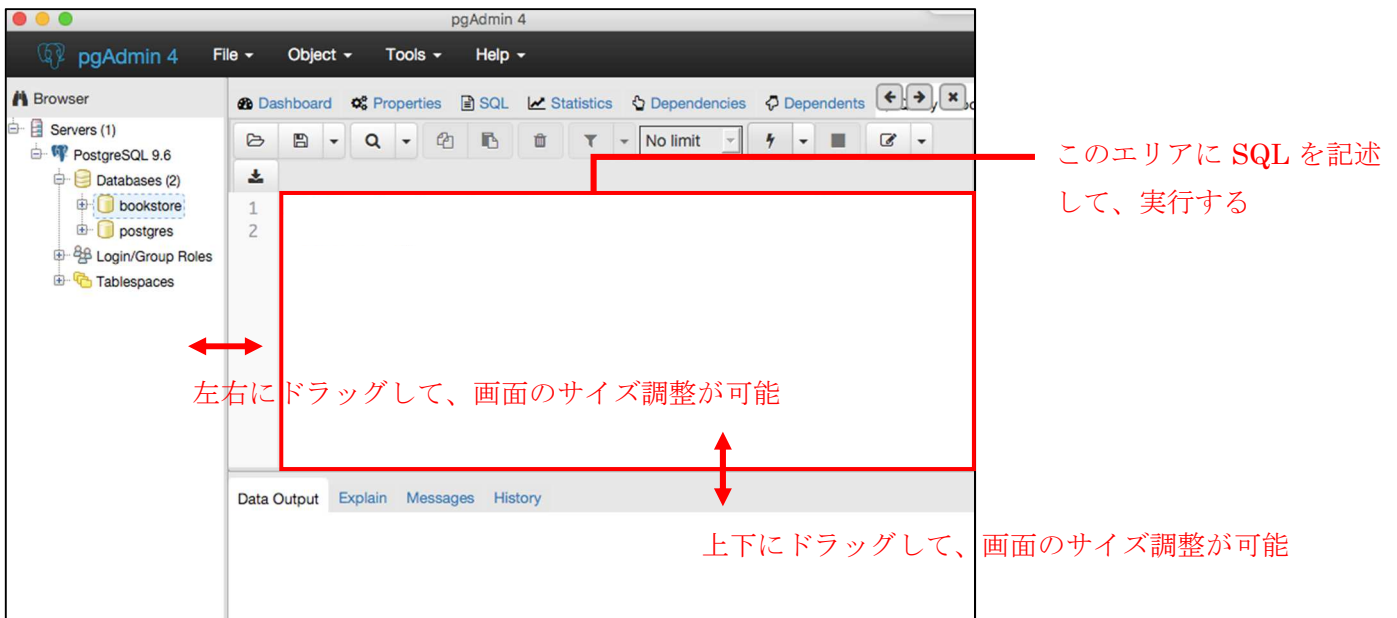 pgAdmin 4
pgAdmin 4 File Object Tools Help
Browser
Dashboard Properties SQL Statistics Dependencies Dependents
Servers (1)
PostgreSQL 9.6
Databases (2)
bookstore
postgres
Login/Group Roles
Tablespaces
No limit
1
2
このエリアに SQL を記述
して、実行する
左右にドラッグして、画面のサイズ調整が可能
Data Output Explain Messages History
上下にドラッグして、画面のサイズ調整が可能